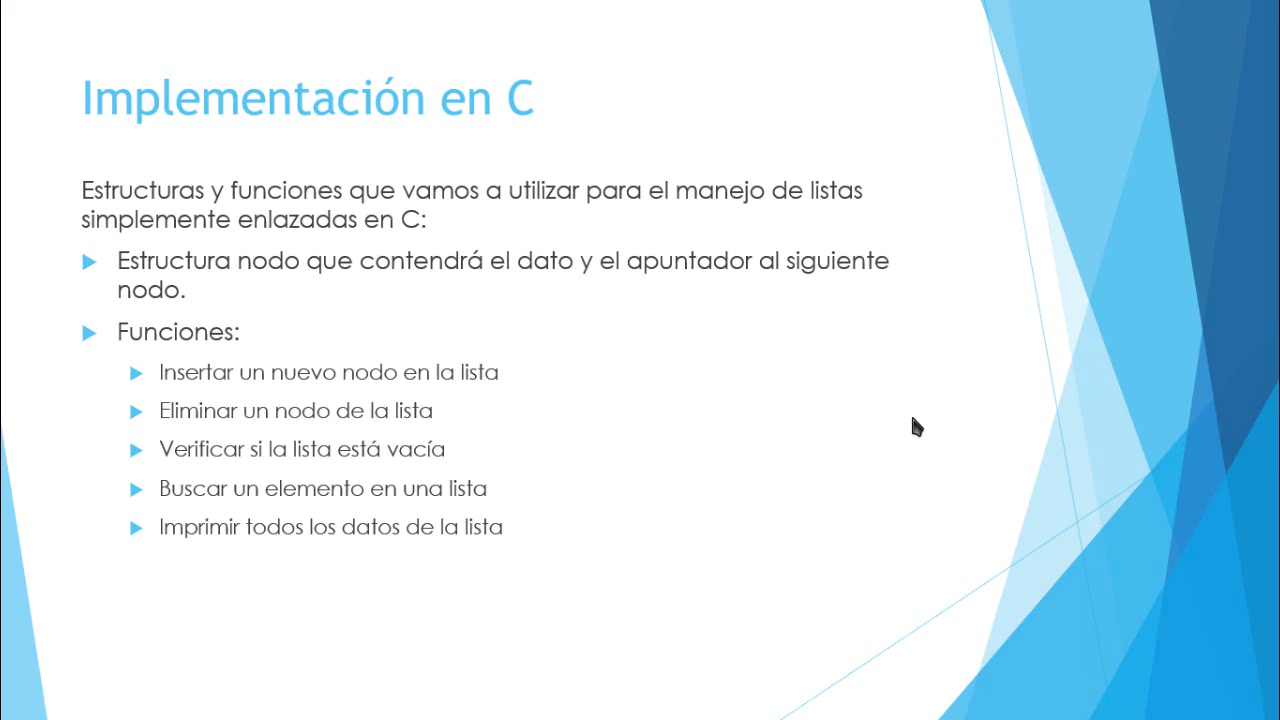 Implementación en C
Estructuras y funciones que vamos a utilizar para el manejo de listas
simplemente enlazadas en C:
Estructura nodo que contendrá el dato y el apuntador al siguiente
nodo.
Funciones:
Insertar un nuevo nodo en la lista
Eliminar un nodo de la lista
Verificar si la lista está vacía
Buscar un elemento en una lista
Imprimir todos los datos de la lista